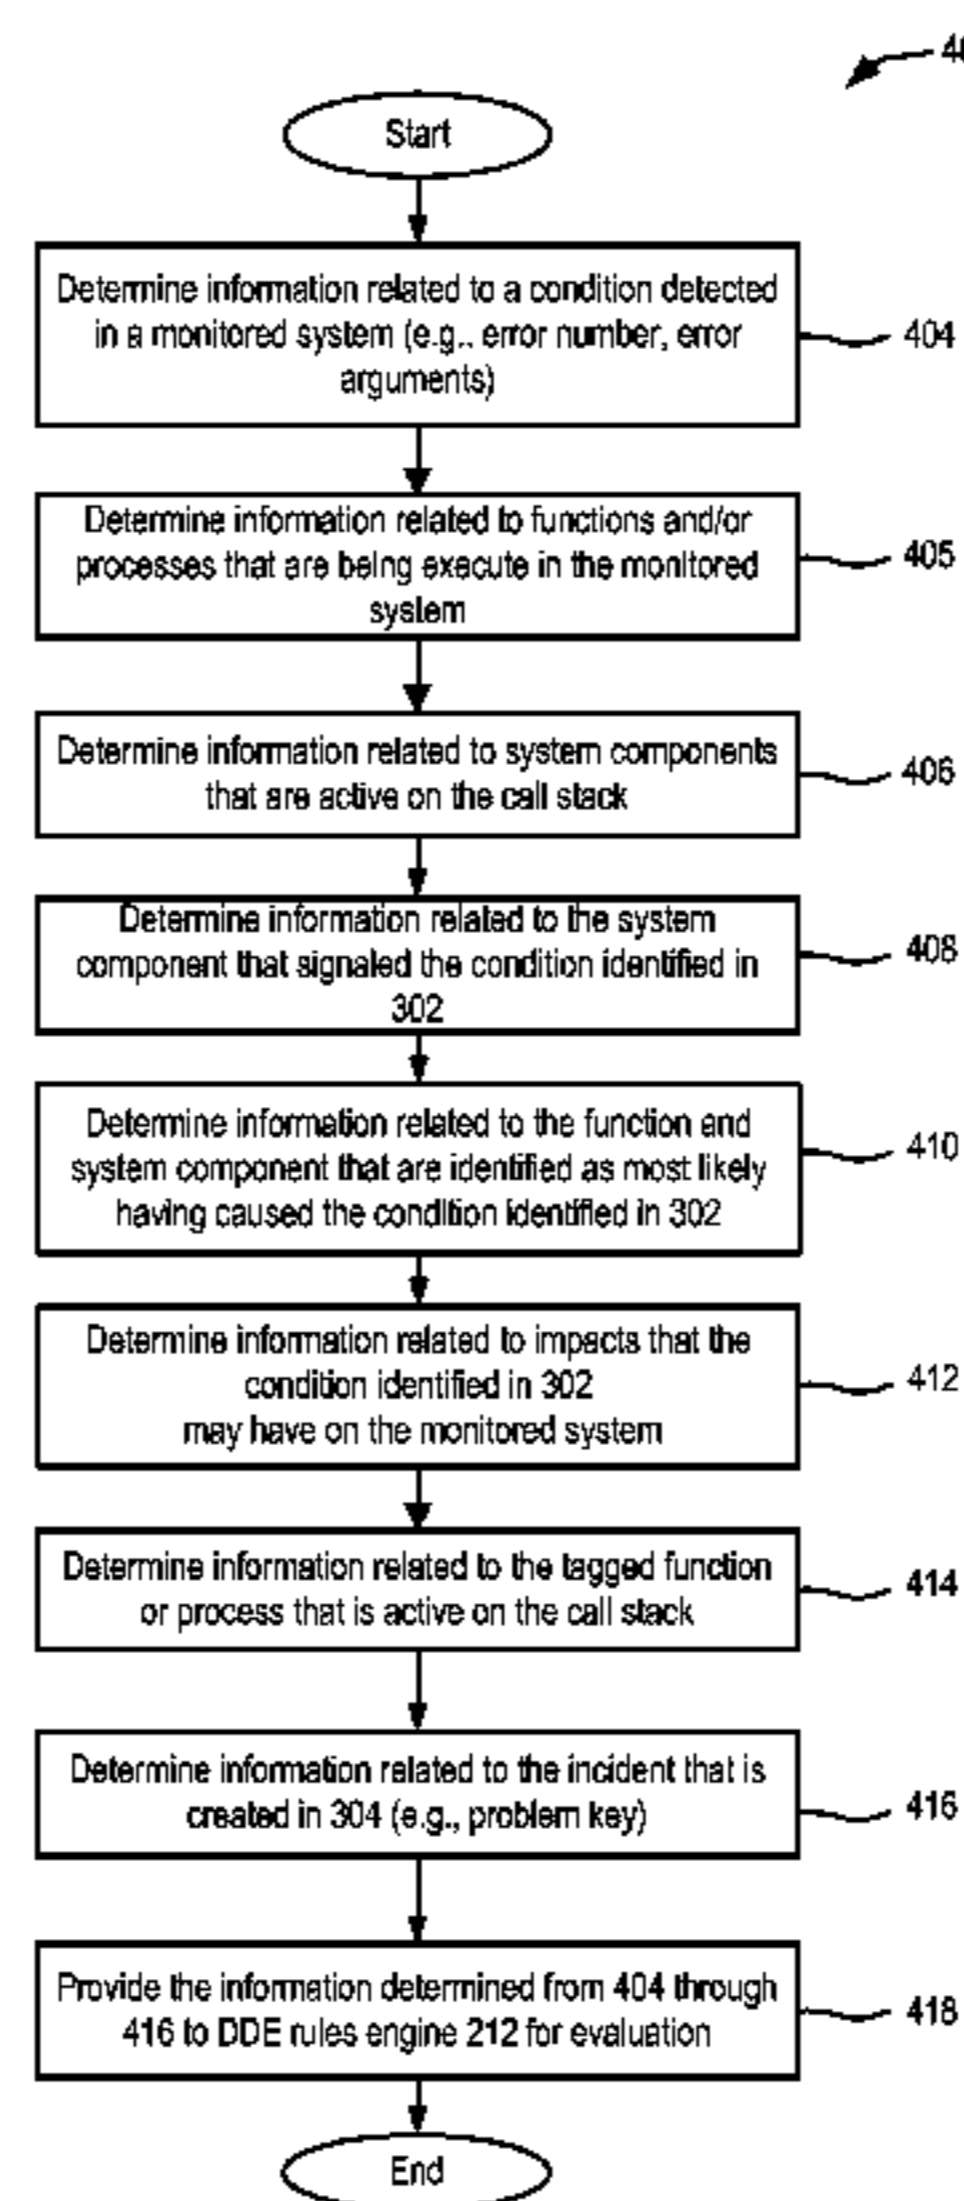 Start
Determine information related to a condition detected
in a monitored system (e.g., error number, error
arguments)
404
Determine information related to functions and/or
processes that are being execute in the monitored
system
405
Determine information related to system components
that are active on the call stack
406
Determine information related to the system
component that signaled the condition identified in
302
408
Determine information related to the function and
system component that are identified as most likely
having caused the condition identified in 302
410
Determine information related to impacts that the
condition identified in 302
may have on the monitored system
412
Determine information related to the tagged function
or process that is active on the call stack
414
Determine information related to the incident that is
created in 304 (e.g., problem key)
416
Provide the information determined from 404 through
416 to DDE rules engine 212 for evaluation
418
End